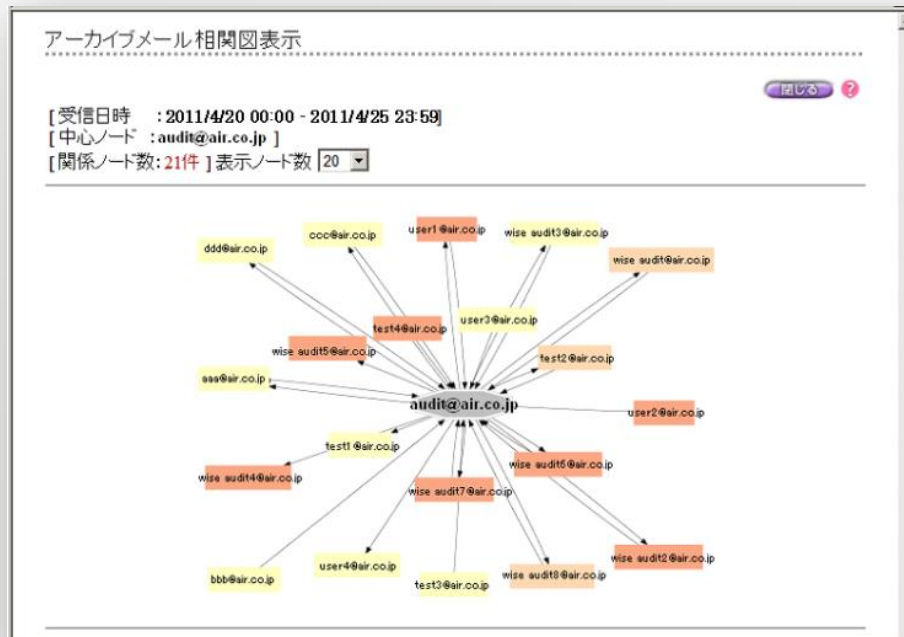 アーカイブメール相関図表示
閉じる ?
[受信日時 : 2011/4/20 00:00 - 2011/4/25 23:59]
[中心ノード : audit@air.co.jp ]
[関係ノード数: 21件 ] 表示ノード数 20
ddd@air.co.jp
ccc@air.co.jp
user1@air.co.jp
wise audit3@air.co.jp
wise audit@air.co.jp
test4@air.co.jp
user3@air.co.jp
wise audit5@air.co.jp
test2@air.co.jp
aaa@air.co.jp
audit@air.co.jp
user2@air.co.jp
test1@air.co.jp
wise audit4@air.co.jp
wise audit7@air.co.jp
wise audit6@air.co.jp
bbb@air.co.jp
user4@air.co.jp
test3@air.co.jp
wise audit8@air.co.jp
wise audit2@air.co.jp